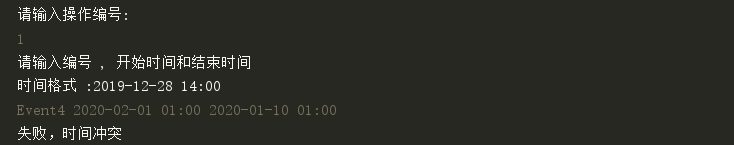 请输入操作编号:
1
请输入编号 , 开始时间和结束时间
时间格式 :2019-12-28 14:00
Event4 2020-02-01 01:00 2020-01-10 01:00
失败，时间冲突